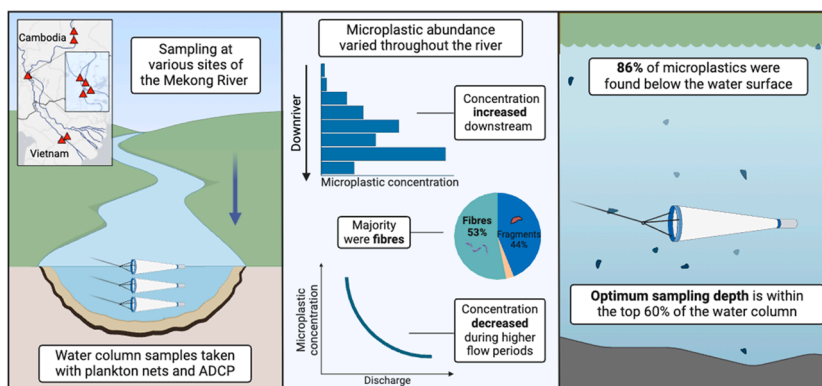 Cambodia
Vietnam
Sampling at
various sites of
the Mekong River
Water column samples taken
with plankton nets and ADCP
Microplastic abundance
varied throughout the river
Downriver
Concentration
increased
downstream
Microplastic concentration
Majority
were fibres
Fibres
53%
Fragments
44%
Microplastic
concentration
Concentration
decreased
during higher
flow periods
Discharge
86% of microplastics were
found below the water surface
Optimum sampling depth is within
the top 60% of the water column